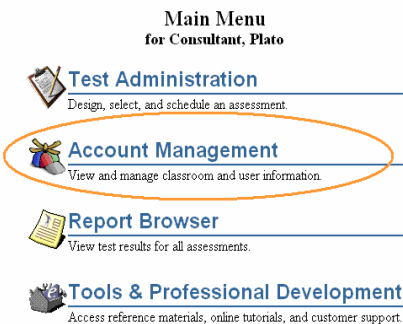 Main Menu
for Consultant, Plato
Test Administration
Design, select, and schedule an assessment.
Account Management
View and manage classroom and user information.
Report Browser
View test results for all assessments.
Tools & Professional Development
Access reference materials, online tutorials, and customer support.